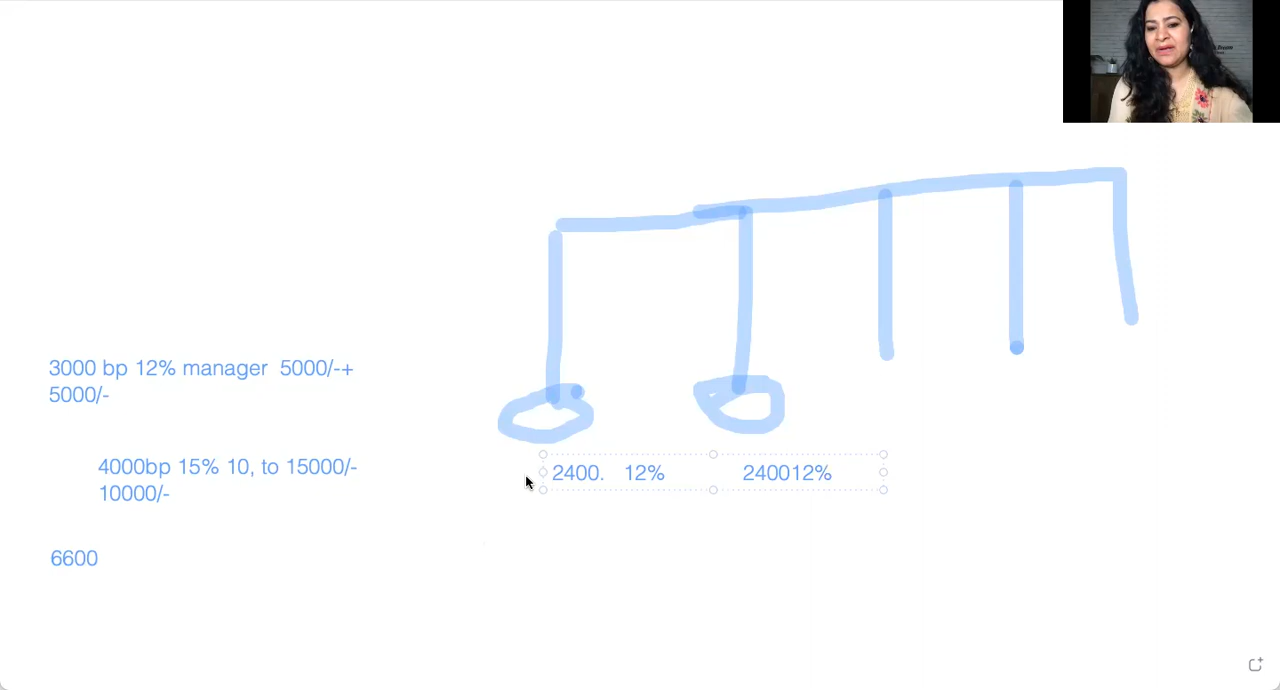 3000 bp 12% manager  5000/-+
5000/-
4000bp 15% 10, to 15000/-
10000/-
2400.   12%            240012%
6600